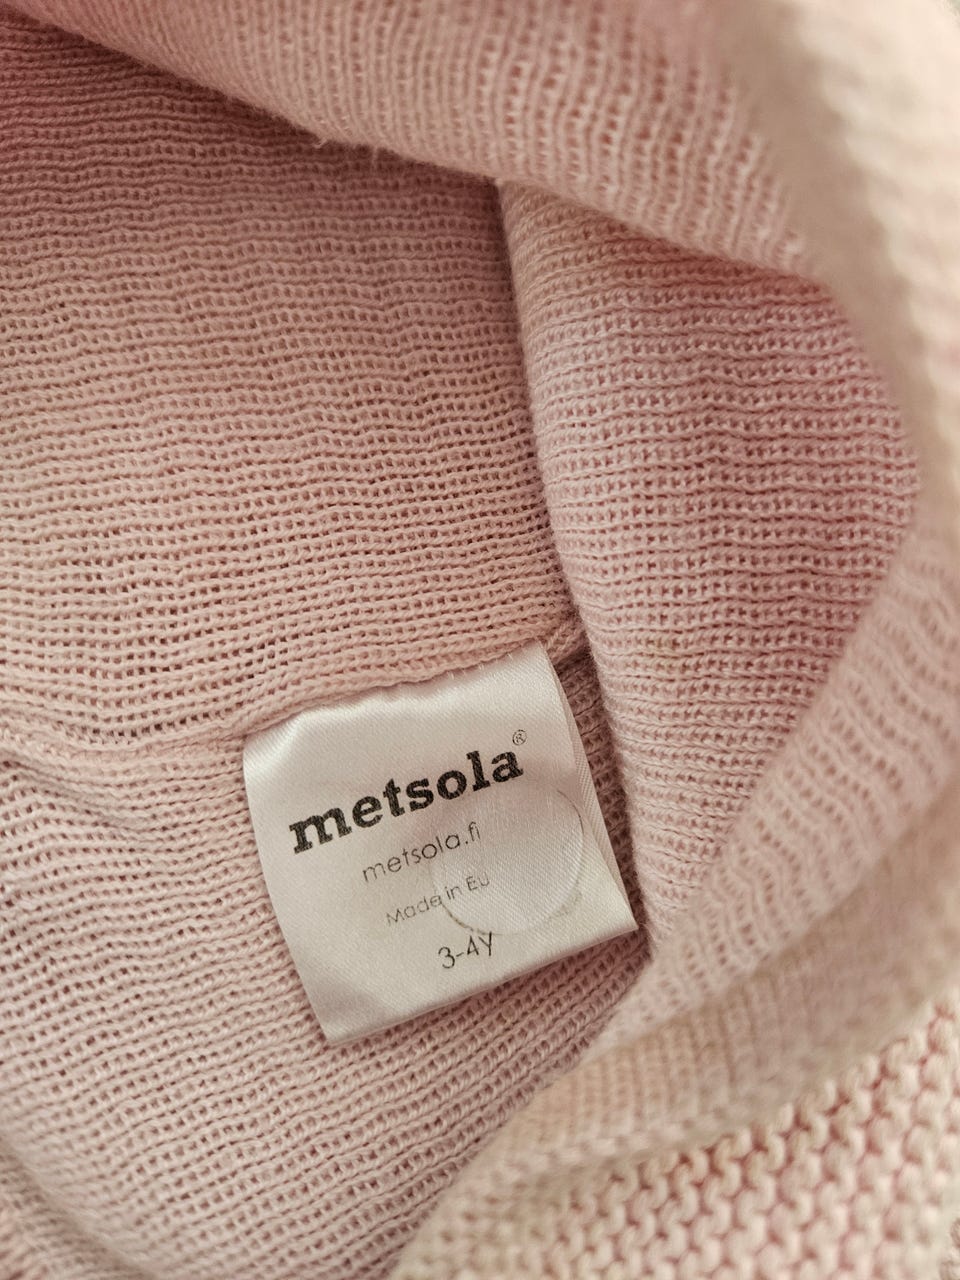 metsola®
metsola.fi
Made in EU
3-4Y